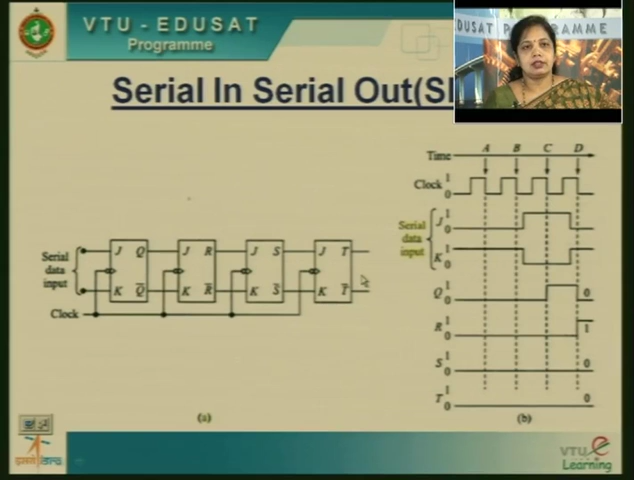 VTU - EDUSAT
Programme
EDUSAT PROGRAMME
Serial In Serial Out(SI
Time
A B C D
Clock 1
0
Serial
data
input
J 1
0
K 1
0
Q 1
0
0
R 1
0
1
S 1
0
0
T 1
0
0
Serial
data
input
J Q J R J S J T
K Q̅ K R̅ K S̅ K T̅
Clock
(a)
(b)
VTU e
Learning